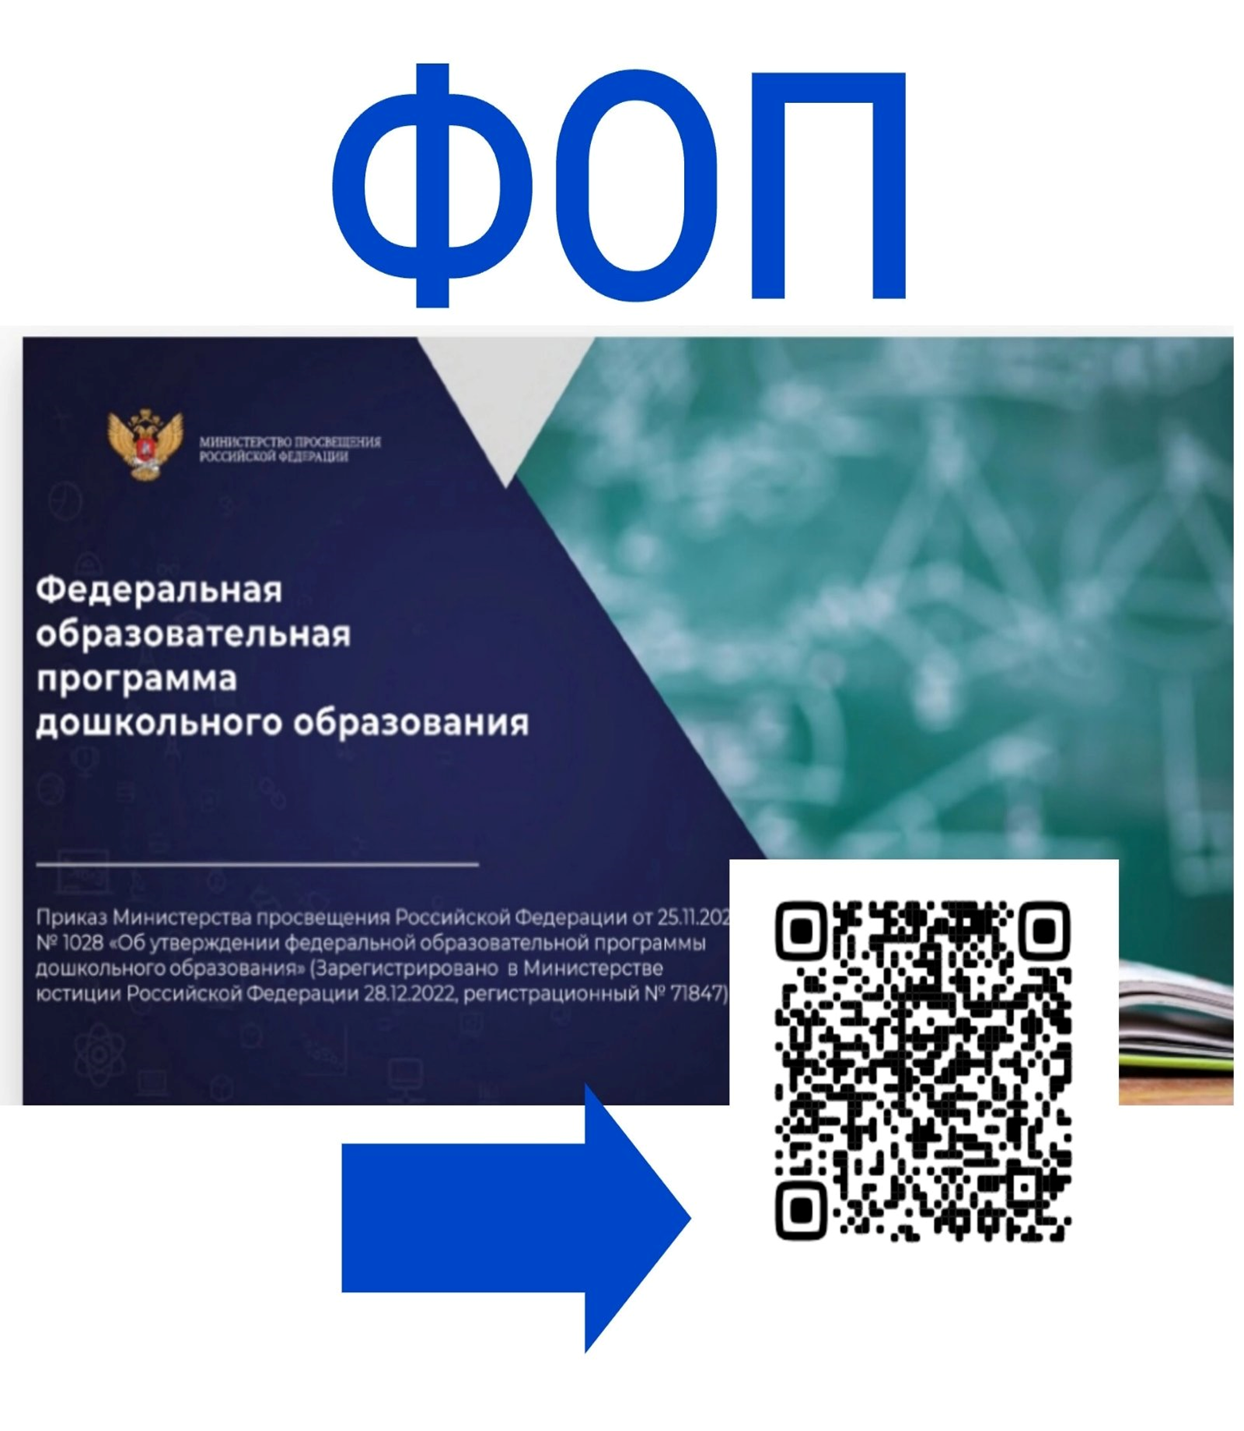 ФОП
МИНИСТЕРСТВО ПРОСВЕЩЕНИЯ
РОССИЙСКОЙ ФЕДЕРАЦИИ
Федеральная
образовательная
программа
дошкольного образования
Приказ Министерства просвещения Российской Федерации от 25.11.202
№ 1028 «Об утверждении федеральной образовательной программы
дошкольного образования» (Зарегистрировано в Министерстве
юстиции Российской Федерации 28.12.2022, регистрационный № 71847)